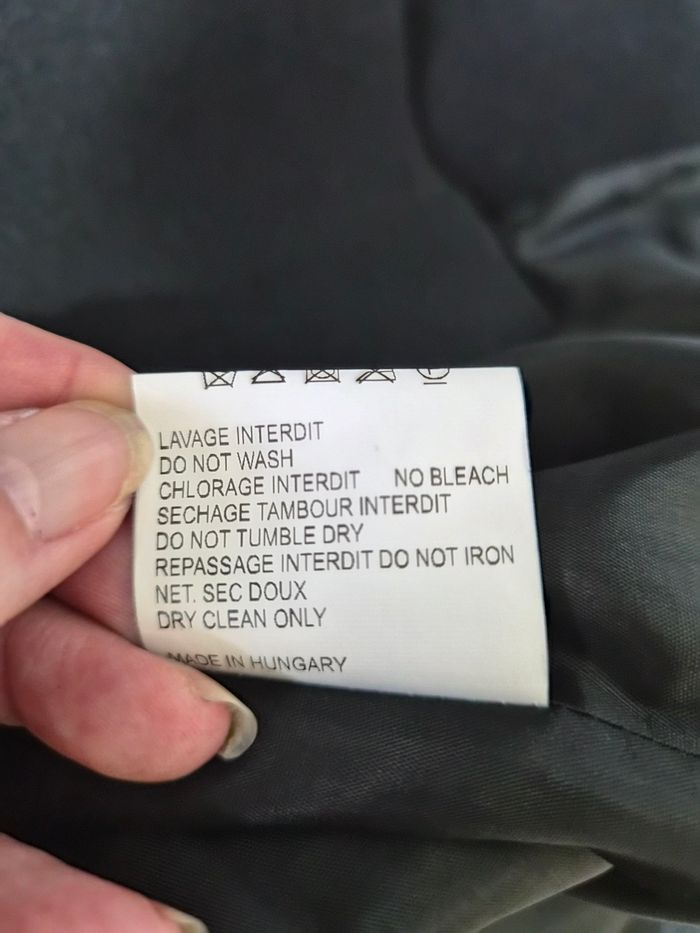 LAVAGE INTERDIT
DO NOT WASH
CHLORAGE INTERDIT NO BLEACH
SECHAGE TAMBOUR INTERDIT
DO NOT TUMBLE DRY
REPASSAGE INTERDIT DO NOT IRON
NET. SEC DOUX
DRY CLEAN ONLY
MADE IN HUNGARY